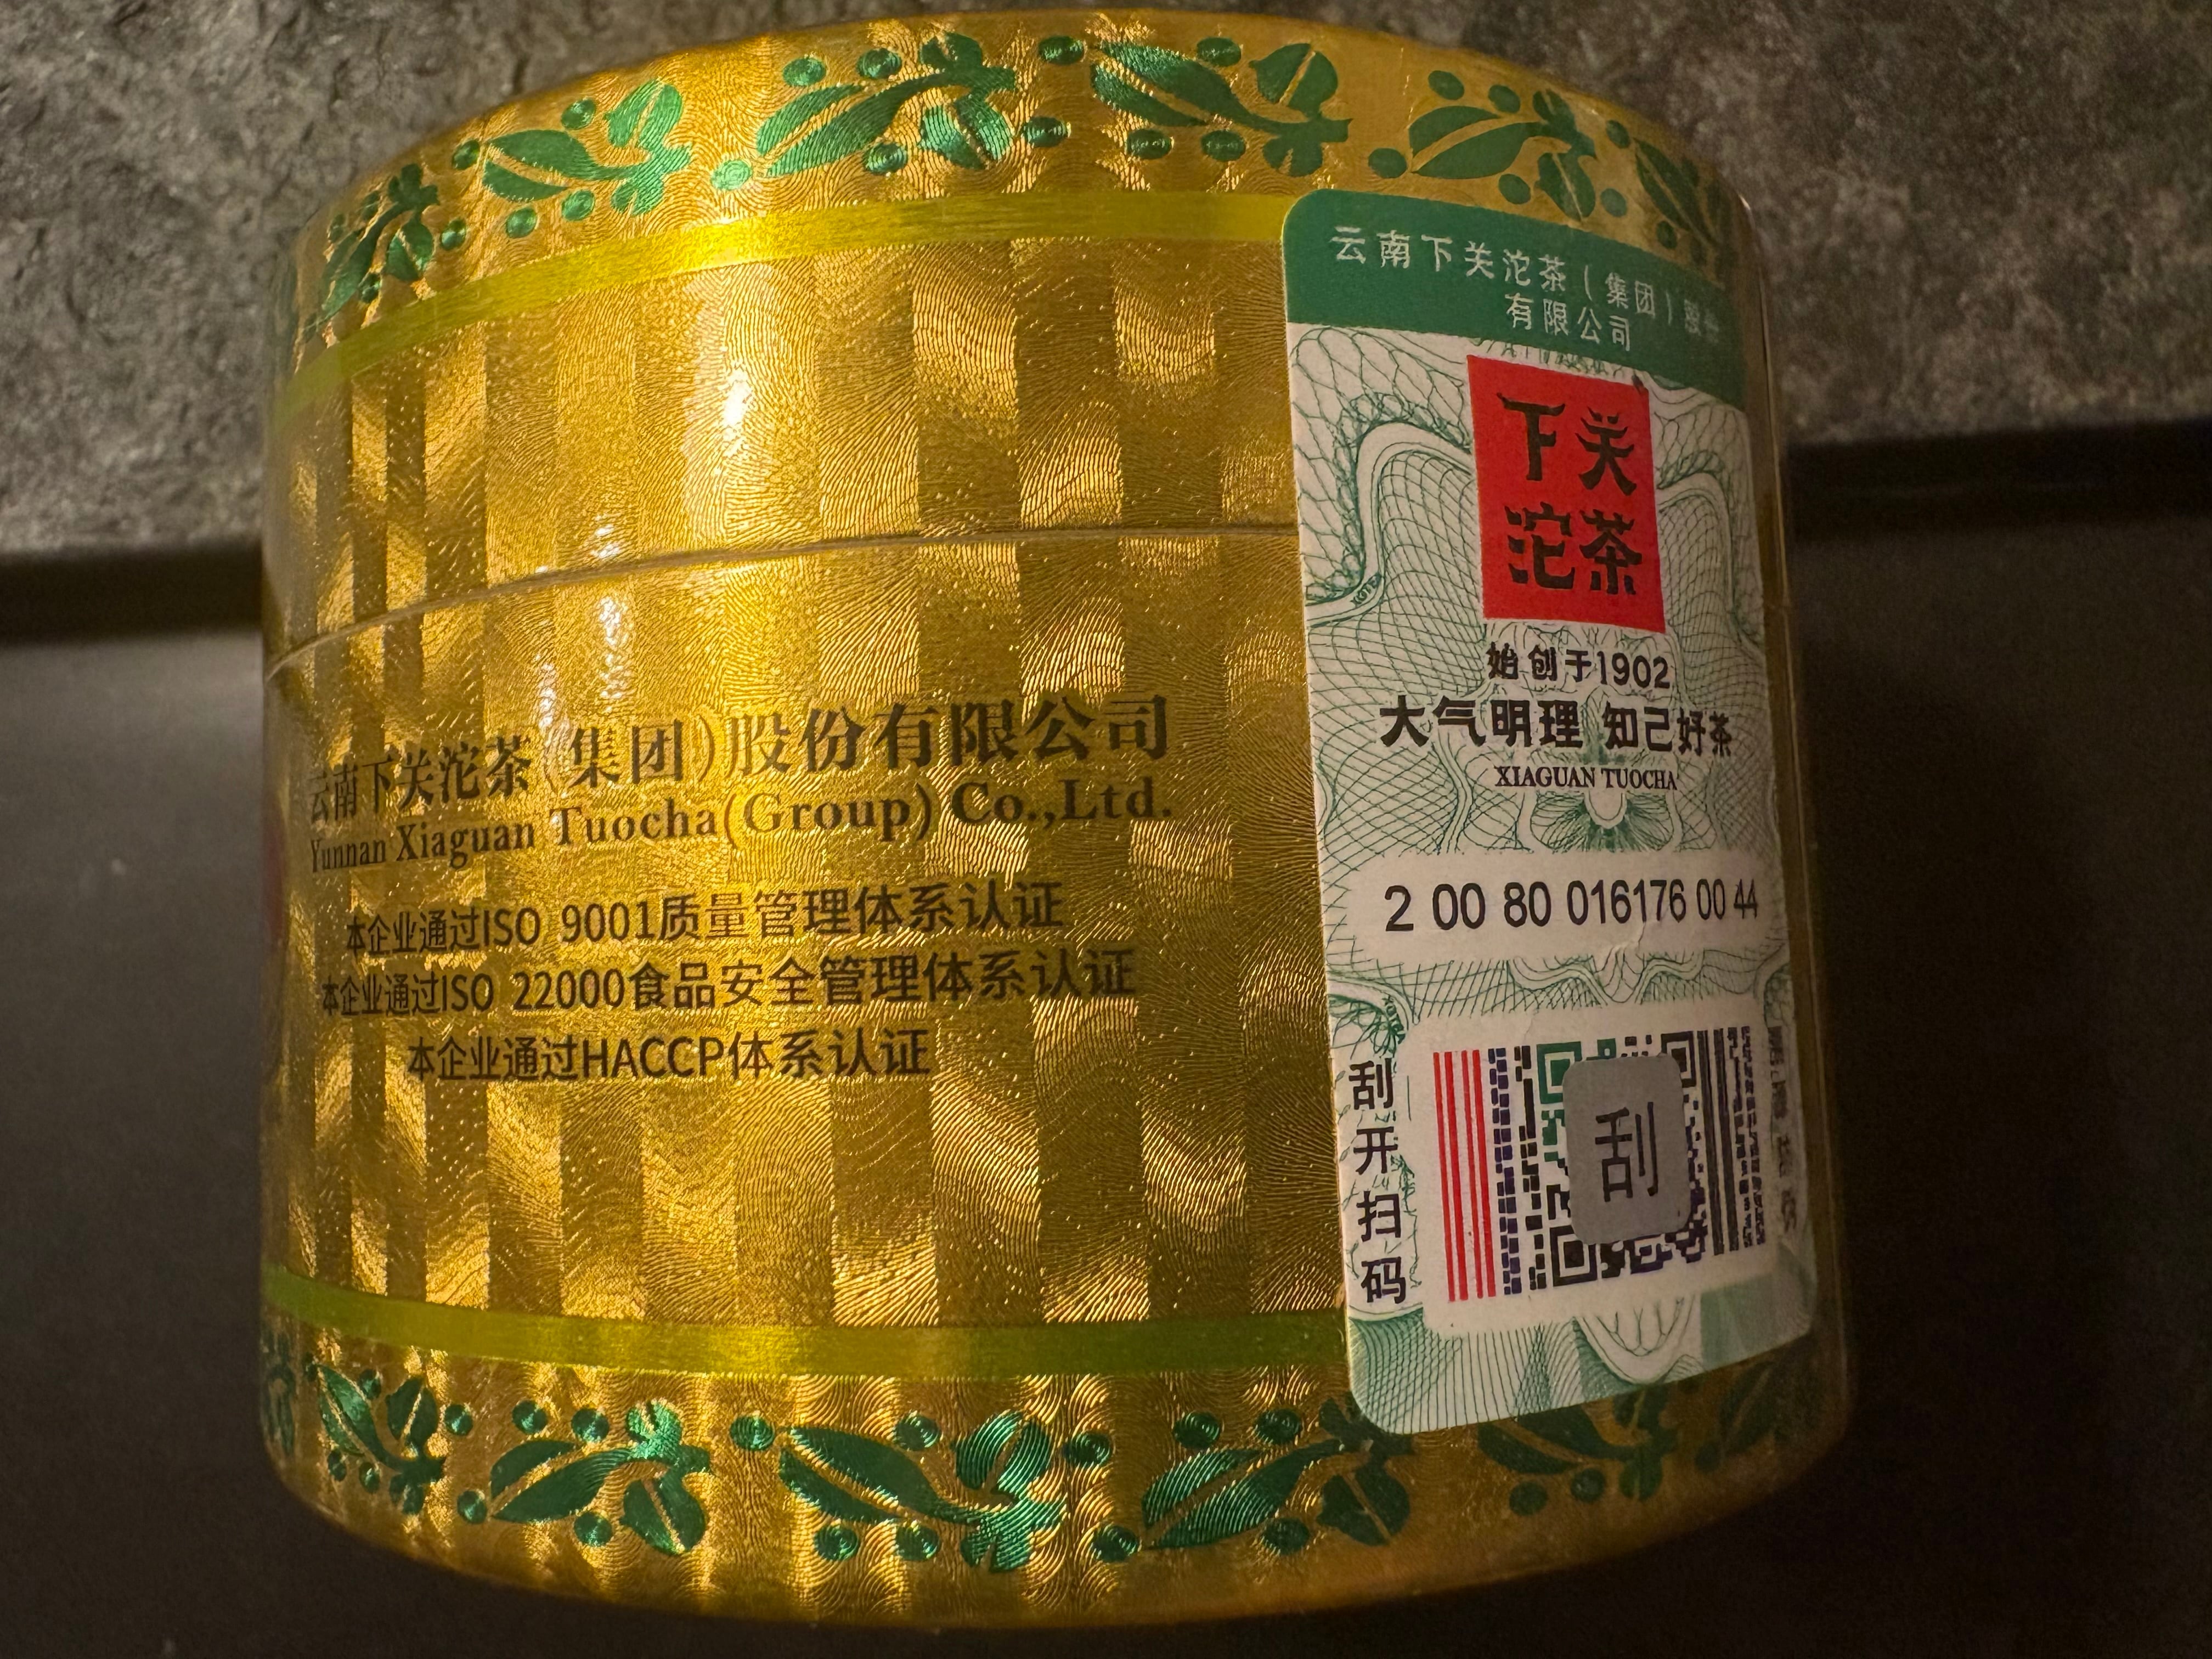 云南下关沱茶(集团)股份有限公司
Yunnan Xiaguan Tuocha(Group) Co.,Ltd.
本企业通过ISO 9001质量管理体系认证
本企业通过ISO 22000食品安全管理体系认证
本企业通过HACCP体系认证
云南下关沱茶(集团)股份
有限公司
下关
沱茶
始创于1902
大气明理 知己好茶
XIAGUAN TUOCHA
2 00 80 016176 00 44
刮开扫码
刮